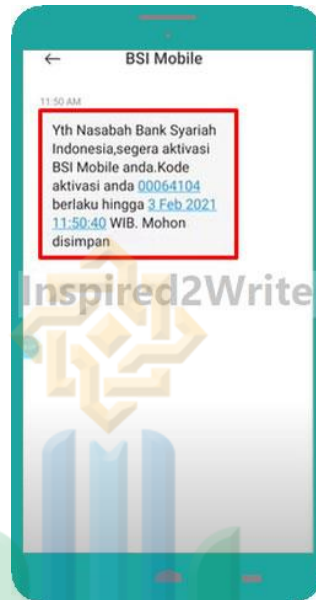 BSI Mobile
11:50 AM
Yth Nasabah Bank Syariah
Indonesia,segera aktivasi
BSI Mobile anda.Kode
aktivasi anda 00064104
berlaku hingga 3 Feb 2021
11:50:40 WIB. Mohon
disimpan
Inspired2Write